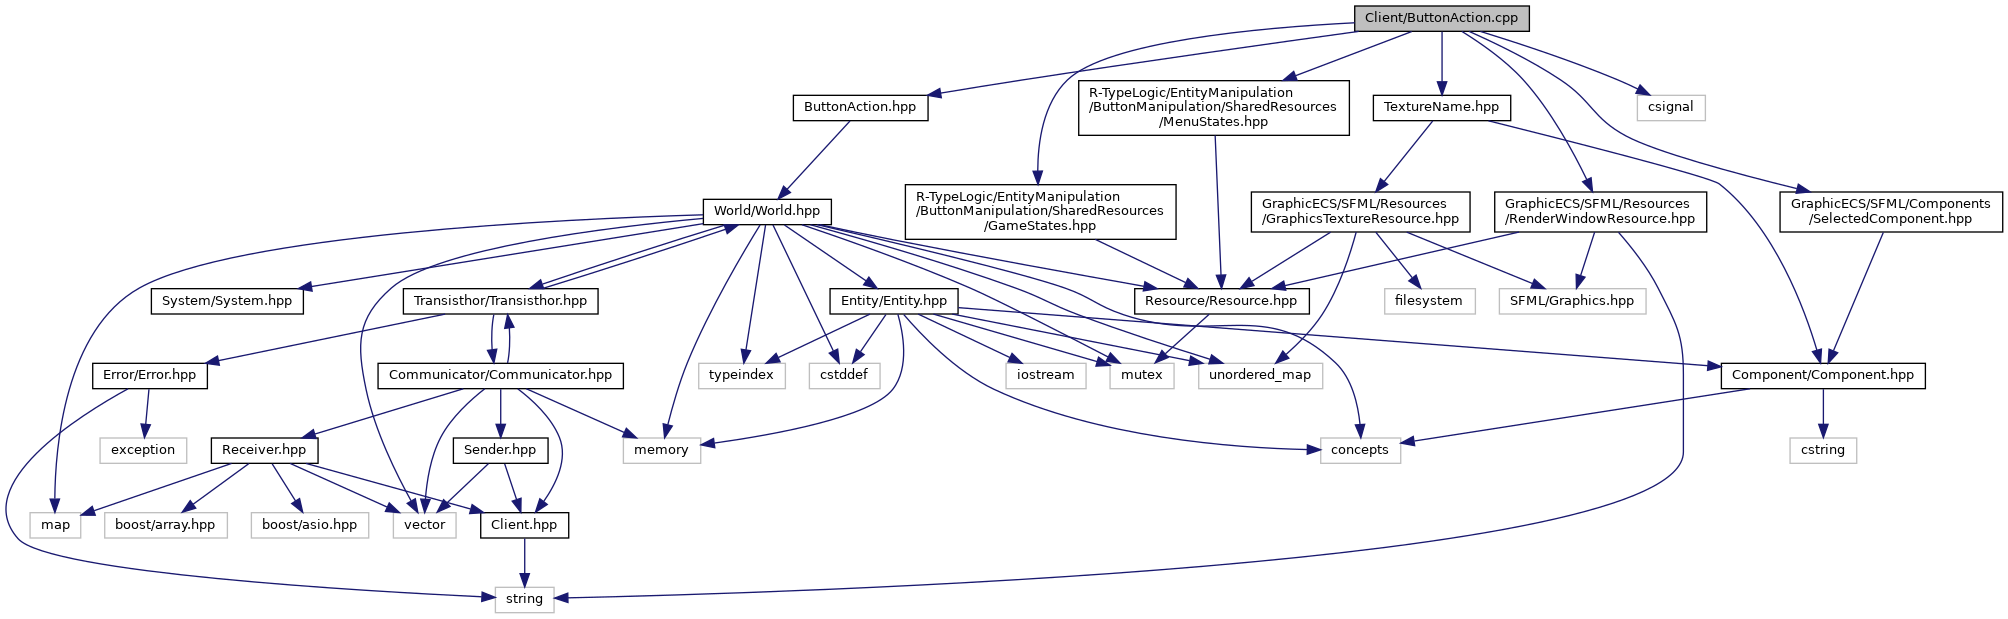 Client/ButtonAction.cpp
ButtonAction.hpp
R-TypeLogic/EntityManipulation
/ButtonManipulation/SharedResources
/MenuStates.hpp
TextureName.hpp
csignal
R-TypeLogic/EntityManipulation
/ButtonManipulation/SharedResources
/GameStates.hpp
World/World.hpp
GraphicECS/SFML/Resources
/GraphicsTextureResource.hpp
GraphicECS/SFML/Resources
/RenderWindowResource.hpp
GraphicECS/SFML/Components
/SelectedComponent.hpp
System/System.hpp
Transisthor/Transisthor.hpp
Entity/Entity.hpp
Resource/Resource.hpp
filesystem
SFML/Graphics.hpp
Error/Error.hpp
Communicator/Communicator.hpp
typeindex
cstddef
iostream
mutex
unordered_map
Component/Component.hpp
exception
Receiver.hpp
Sender.hpp
memory
concepts
cstring
map
boost/array.hpp
boost/asio.hpp
vector
Client.hpp
string